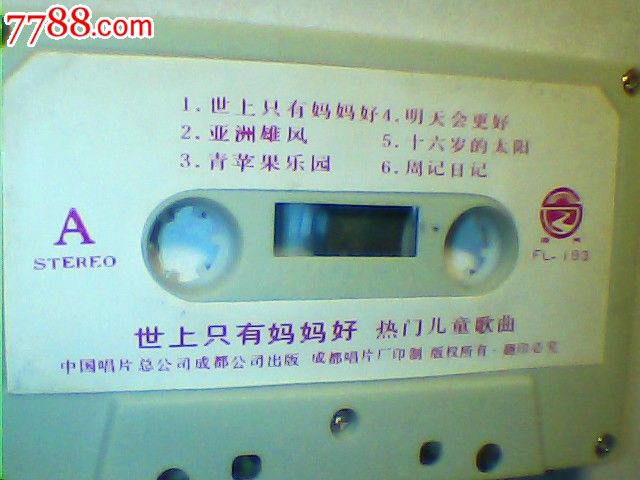 7788.com
1. 世上只有妈妈好 4. 明天会更好
2. 亚洲雄风 5. 十六岁的太阳
3. 青苹果乐园 6. 周记日记
A
STEREO
FL-193
世上只有妈妈好 热门儿童歌曲
中国唱片总公司成都公司出版 成都唱片厂印制 版权所有·翻印必究